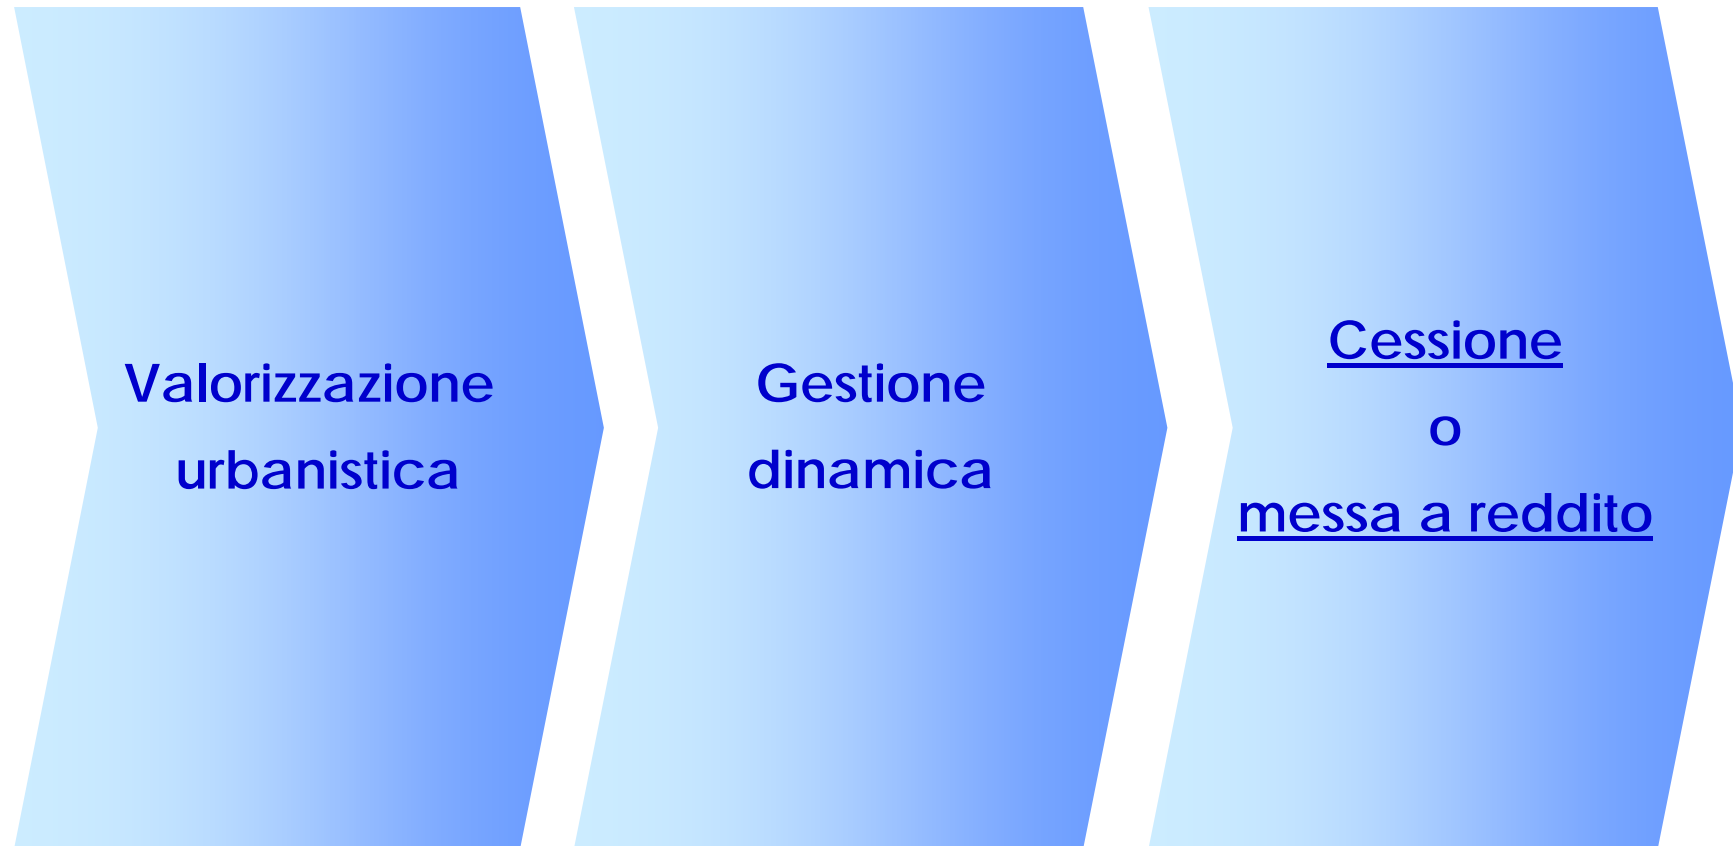 Valorizzazione
urbanistica
Gestione
dinamica
Cessione
o
messa a reddito